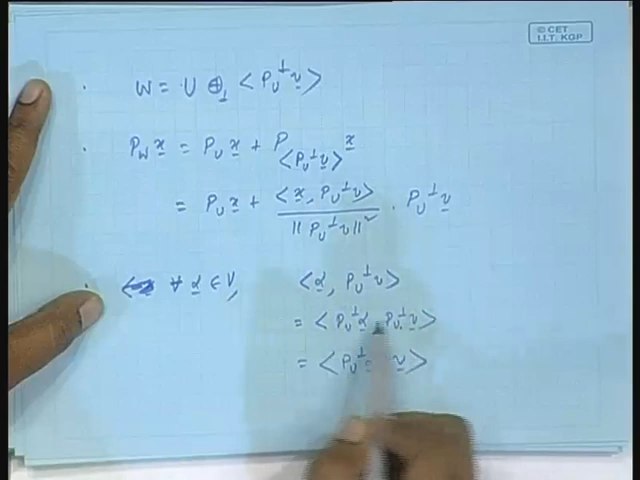 © CET
I.I.T. KGP
· W = U ⊕⊥ < P_U^⊥ v >
· P_W x = P_U x + P_{< P_U^⊥ v >} x
= P_U x + < x, P_U^⊥ v > / || P_U^⊥ v ||² . P_U^⊥ v
· ∀ α ∈ V, < α, P_U^⊥ v >
= < P_U^⊥ α, P_U^⊥ v >
= < P_U^⊥ v >